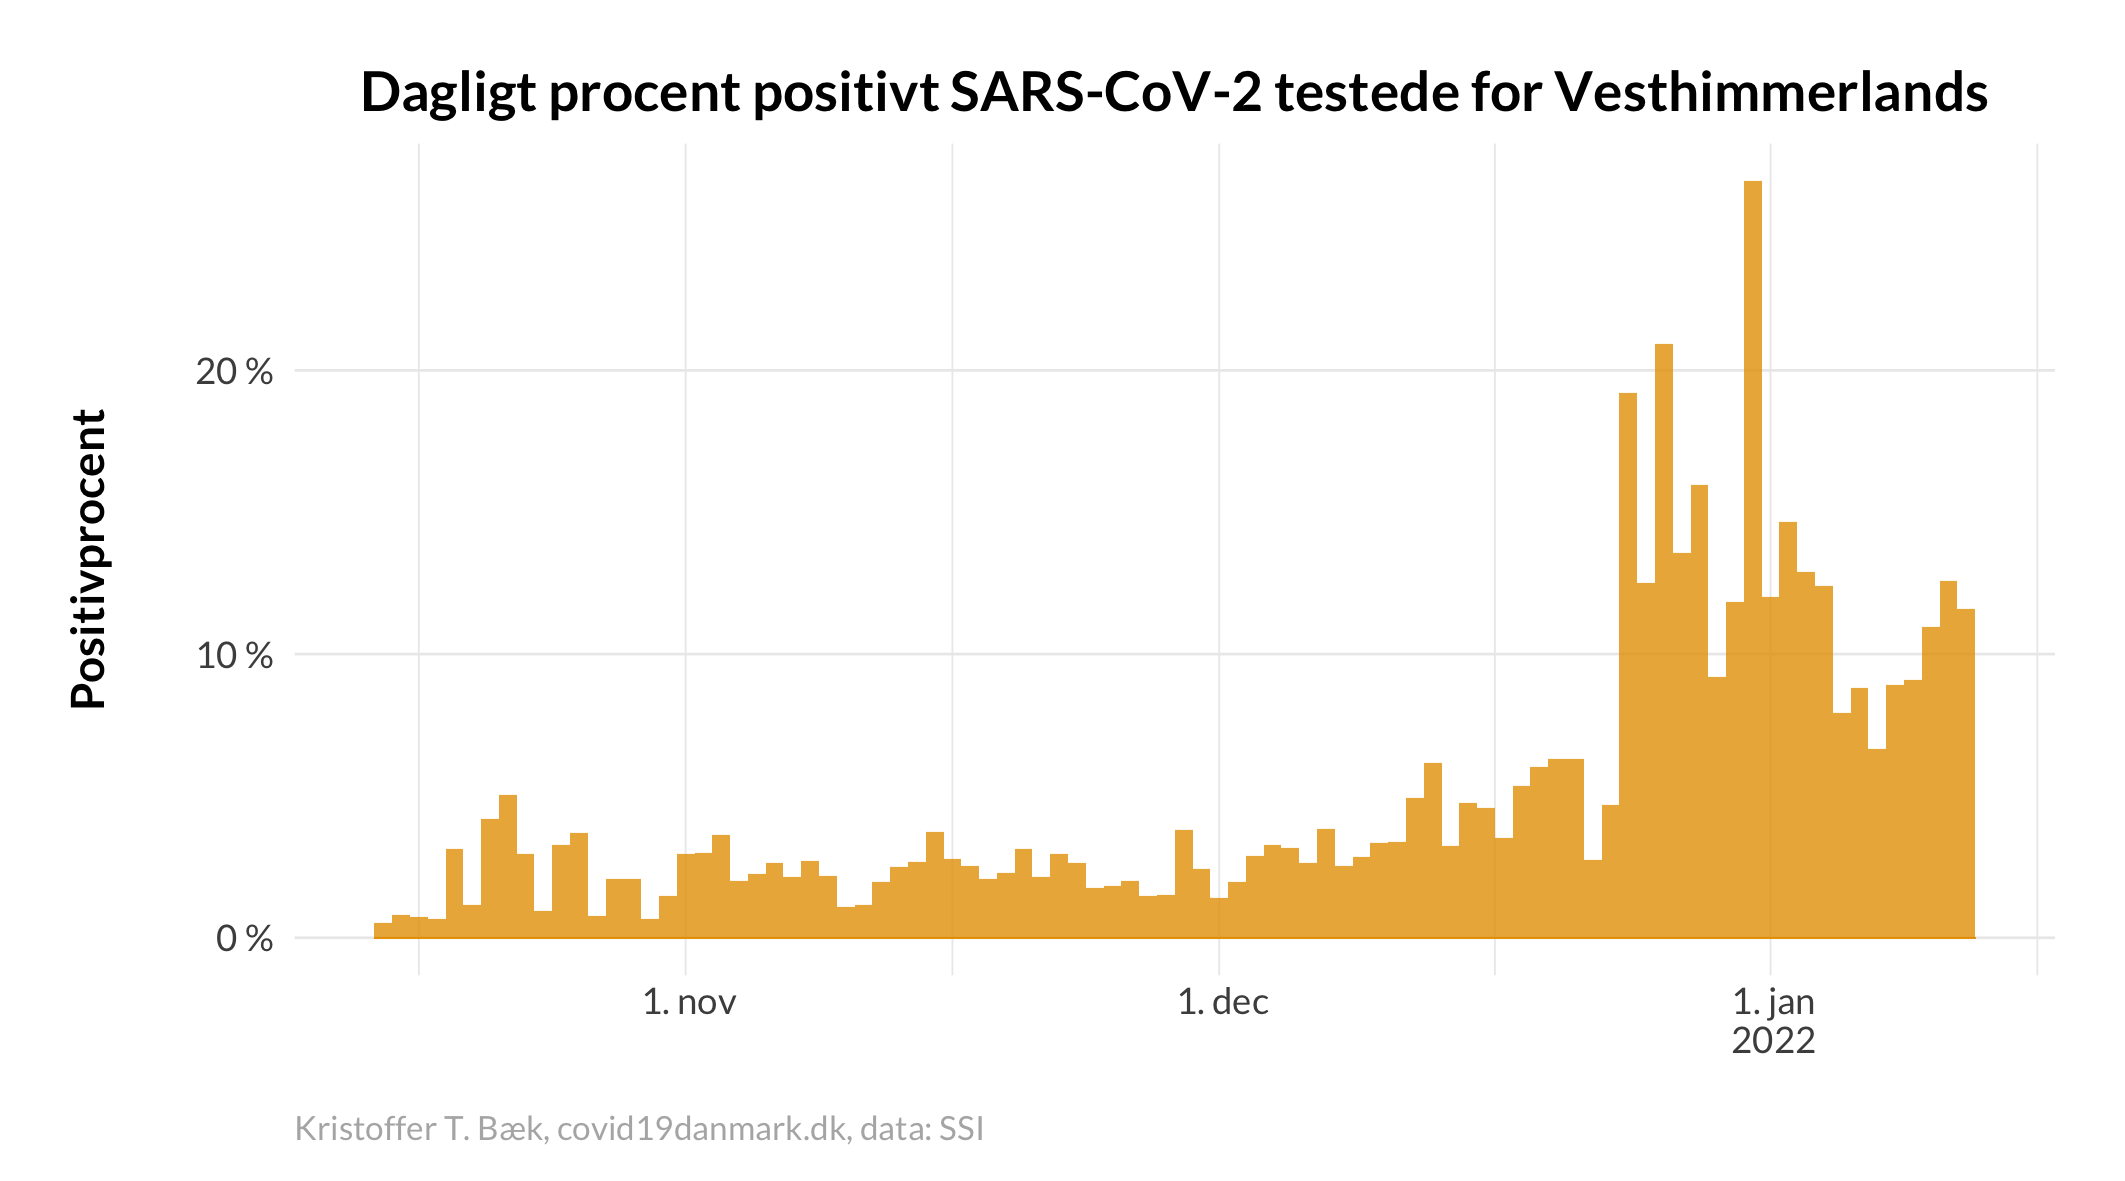 Dagligt procent positivt SARS-CoV-2 testede for Vesthimmerlands
Positivprocent
20 %
10 %
0 %
1. nov
1. dec
1. jan
2022
Kristoffer T. Bæk, covid19danmark.dk, data: SSI